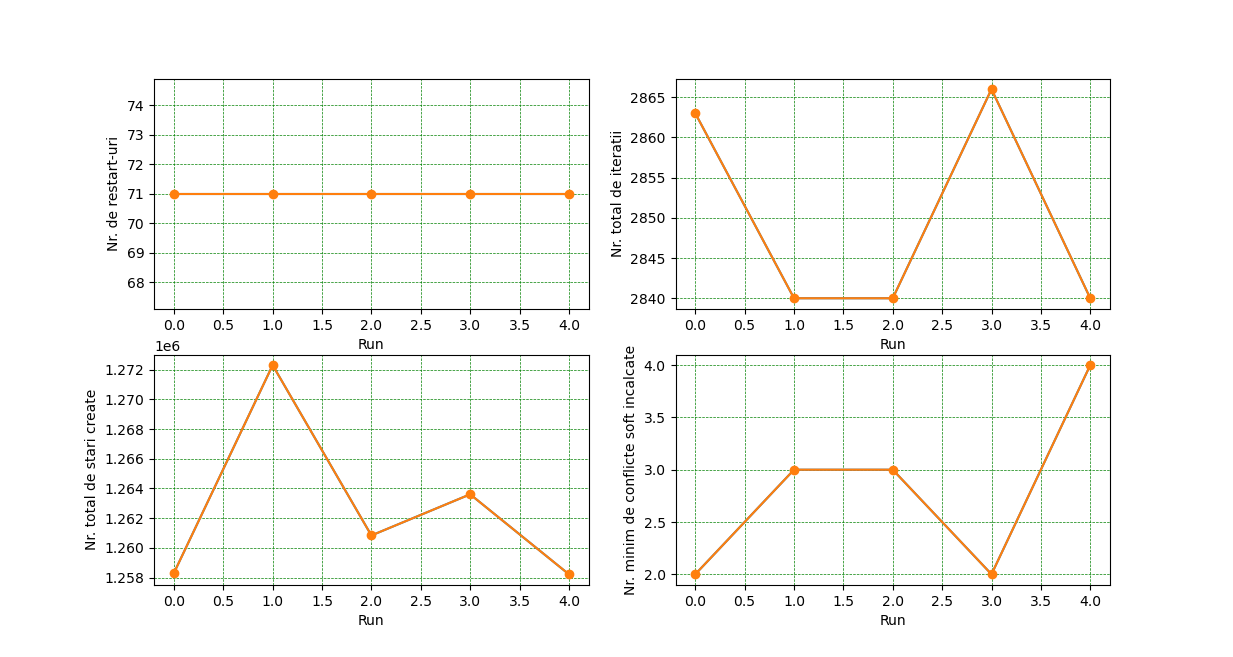 Nr. de restart-uri
74
73
72
71
70
69
68
0.0 0.5 1.0 1.5 2.0 2.5 3.0 3.5 4.0
Run
Nr. total de iteratii
2865
2860
2855
2850
2845
2840
0.0 0.5 1.0 1.5 2.0 2.5 3.0 3.5 4.0
Run
1e6
Nr. total de stari create
1.272
1.270
1.268
1.266
1.264
1.262
1.260
1.258
0.0 0.5 1.0 1.5 2.0 2.5 3.0 3.5 4.0
Run
Nr. minim de conflicte soft incalcate
4.0
3.5
3.0
2.5
2.0
0.0 0.5 1.0 1.5 2.0 2.5 3.0 3.5 4.0
Run